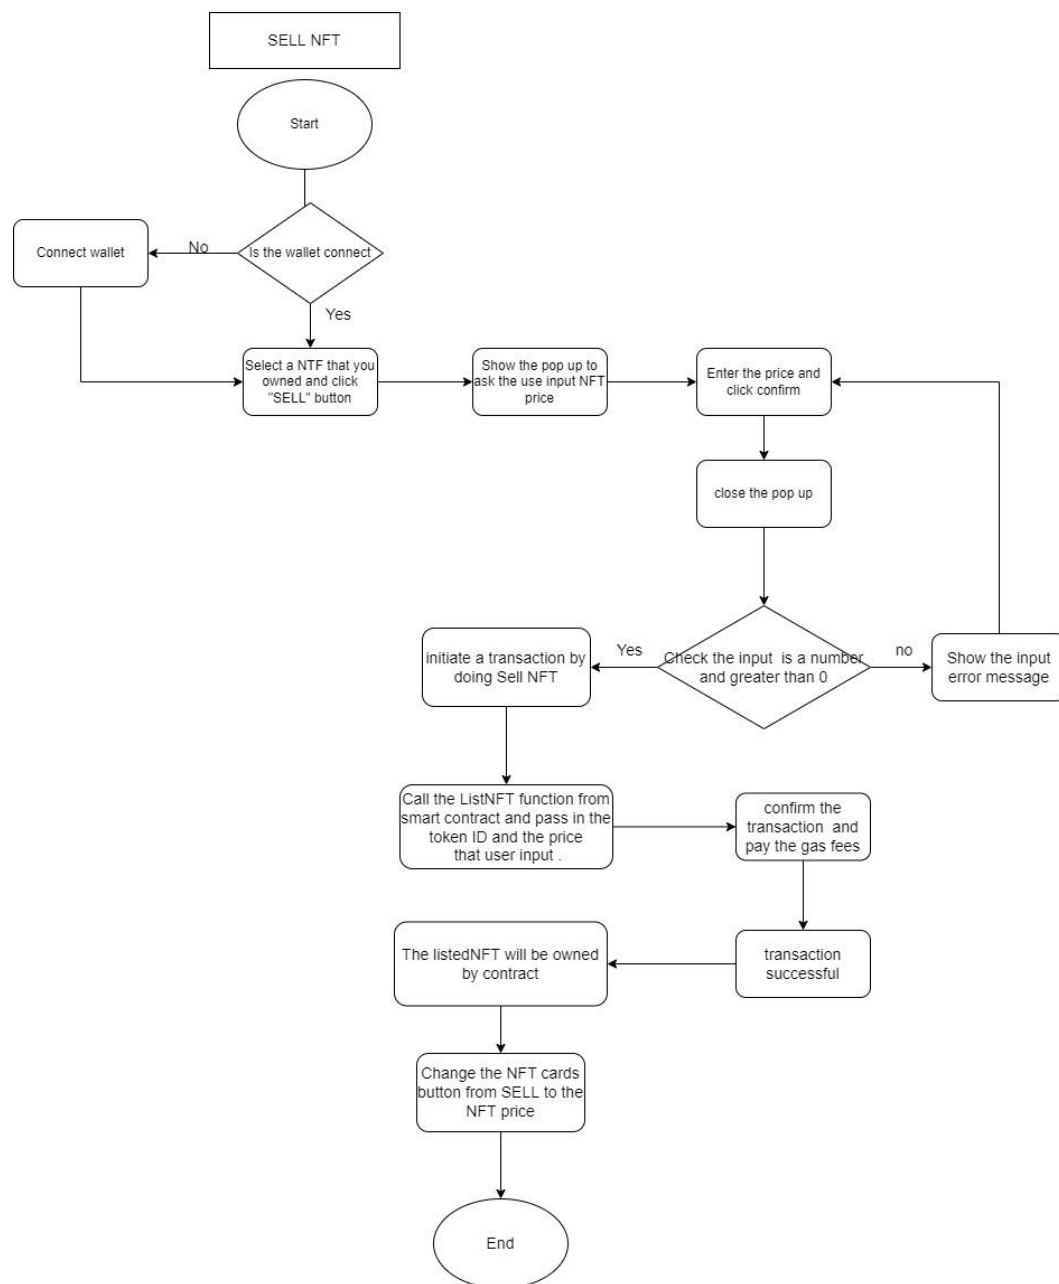 SELL NFT
Start
Is the wallet connect
No
Connect wallet
Yes
Select a NTF that you
owned and click
"SELL" button
Show the pop up to
ask the use input NFT
price
Enter the price and
click confirm
close the pop up
Check the input is a number
and greater than 0
no
Show the input
error message
Yes
initiate a transaction by
doing Sell NFT
Call the ListNFT function from
smart contract and pass in the
token ID and the price
that user input .
confirm the
transaction and
pay the gas fees
transaction
successful
The listedNFT will be owned
by contract
Change the NFT cards
button from SELL to the
NFT price
End